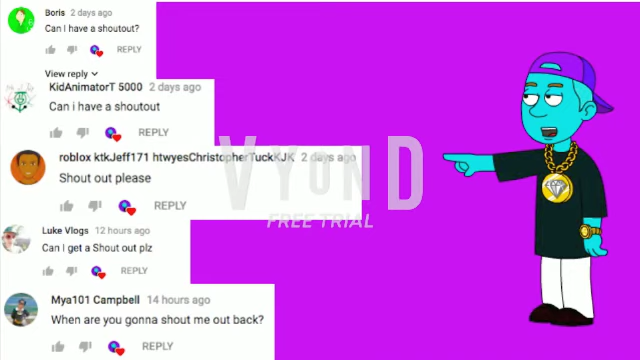 Boris 2 days ago
Can I have a shoutout?
REPLY
View reply
KidAnimatorT 5000 2 days ago
Can i have a shoutout
REPLY
roblox ktkJeff171 htwyesChristopherTuckKJK 2 days ago
Shout out please
REPLY
Luke Vlogs 12 hours ago
Can I get a Shout out plz
REPLY
Mya101 Campbell 14 hours ago
When are you gonna shout me out back?
REPLY
VYOND
FREE TRIAL